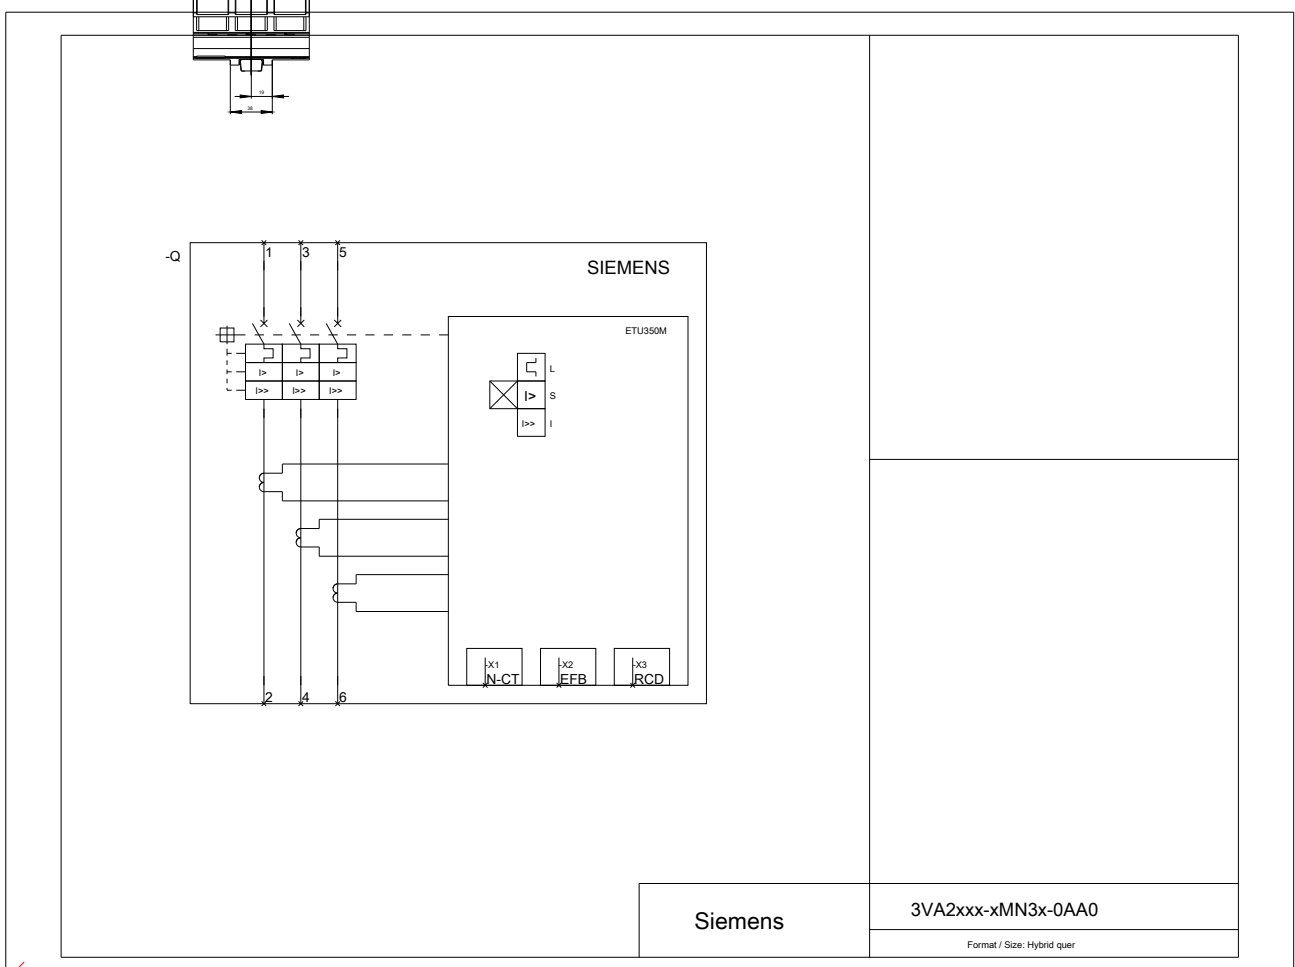 19
38
-Q
1 3 5
SIEMENS
ETU350M
L
I> I> I>
I> S
I>> I>> I>>
I>> I
-X1 -X2 -X3
N-CT EFB RCD
2 4 6
Siemens
3VA2xxx-xMN3x-0AA0
Format / Size: Hybrid quer